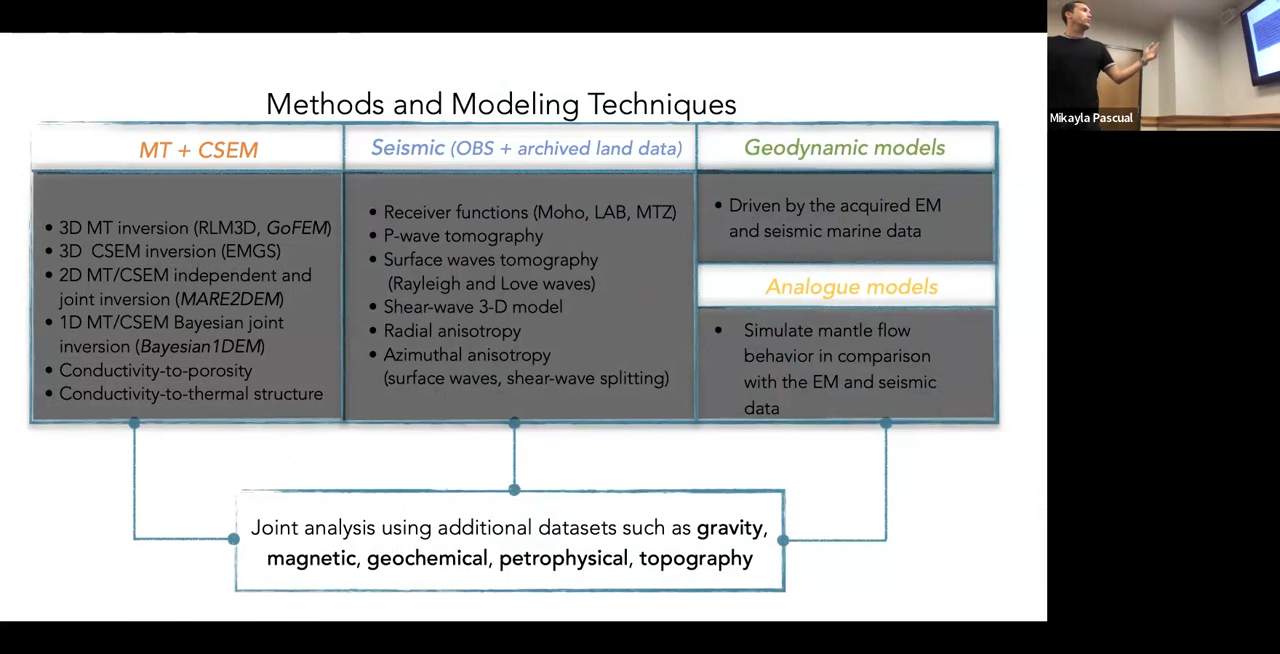 Methods and Modeling Techniques
MT + CSEM
• 3D MT inversion (RLM3D, GoFEM)
• 3D CSEM inversion (EMGS)
• 2D MT/CSEM independent and
joint inversion (MARE2DEM)
• 1D MT/CSEM Bayesian joint
inversion (Bayesian1DEM)
• Conductivity-to-porosity
• Conductivity-to-thermal structure
Seismic (OBS + archived land data)
• Receiver functions (Moho, LAB, MTZ)
• P-wave tomography
• Surface waves tomography
(Rayleigh and Love waves)
• Shear-wave 3-D model
• Radial anisotropy
• Azimuthal anisotropy
(surface waves, shear-wave splitting)
Geodynamic models
• Driven by the acquired EM
and seismic marine data
Analogue models
• Simulate mantle flow
behavior in comparison
with the EM and seismic
data
Joint analysis using additional datasets such as gravity,
magnetic, geochemical, petrophysical, topography
Mikayla Pascual